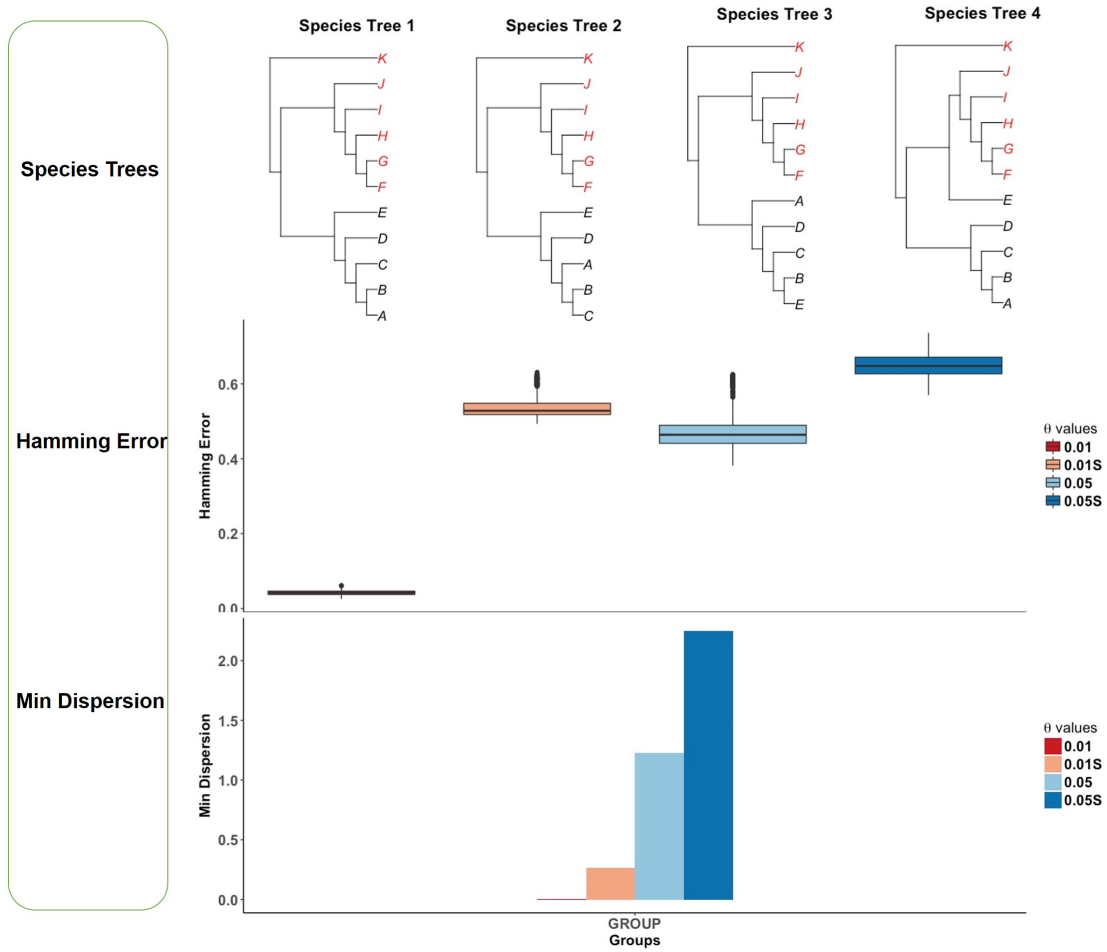 Species Tree 1
Species Tree 2
Species Tree 3
Species Tree 4
Species Trees
K
J
I
H
G
F
E
D
C
B
A
K
J
I
H
G
F
E
D
A
B
C
K
J
I
H
G
F
A
D
C
B
E
K
J
I
H
G
F
E
D
C
B
A
Hamming Error
Hamming Error
0.6
0.4
0.2
0.0
θ values
0.01
0.01S
0.05
0.05S
Min Dispersion
Min Dispersion
2.0
1.5
1.0
0.5
0.0
θ values
0.01
0.01S
0.05
0.05S
GROUP
Groups